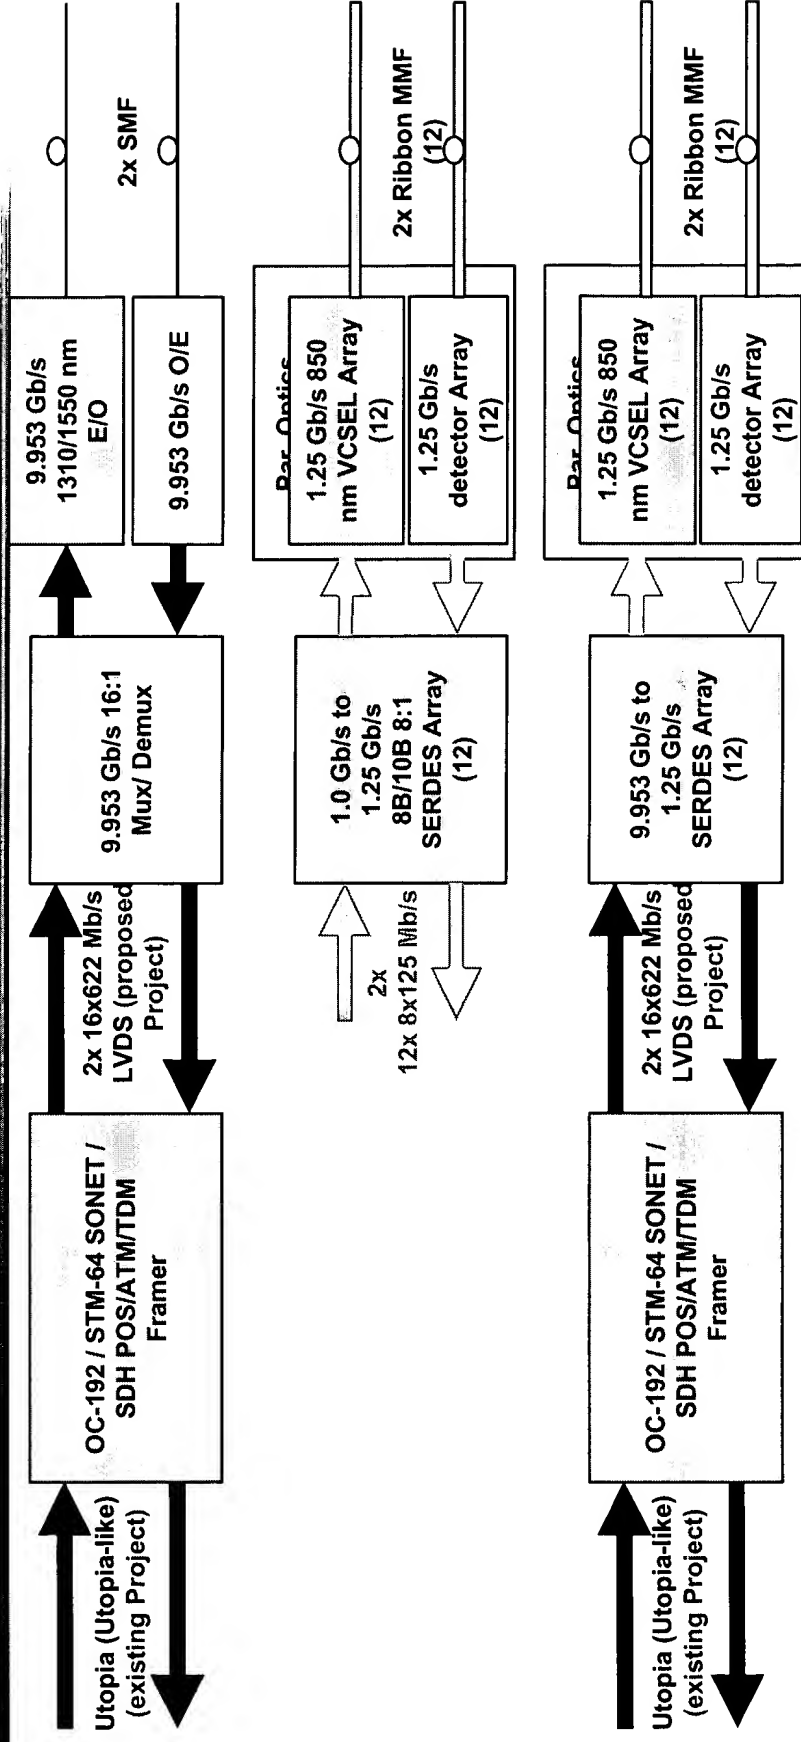 Utopia (Utopia-like)
(existing Project)
OC-192 / STM-64 SONET /
SDH POS/ATM/TDM
Framer
2x 16x622 Mb/s
LVDS (proposed
Project)
9.953 Gb/s 16:1
Mux/ Demux
9.953 Gb/s
1310/1550 nm
E/O
9.953 Gb/s O/E
2x SMF
2x
12x 8x125 Mb/s
1.0 Gb/s to
1.25 Gb/s
8B/10B 8:1
SERDES Array
(12)
Par. Optics
1.25 Gb/s 850
nm VCSEL Array
(12)
1.25 Gb/s
detector Array
(12)
2x Ribbon MMF
(12)
Utopia (Utopia-like)
(existing Project)
OC-192 / STM-64 SONET /
SDH POS/ATM/TDM
Framer
2x 16x622 Mb/s
LVDS (proposed
Project)
9.953 Gb/s to
1.25 Gb/s
SERDES Array
(12)
Par. Optics
1.25 Gb/s 850
nm VCSEL Array
(12)
1.25 Gb/s
detector Array
(12)
2x Ribbon MMF
(12)